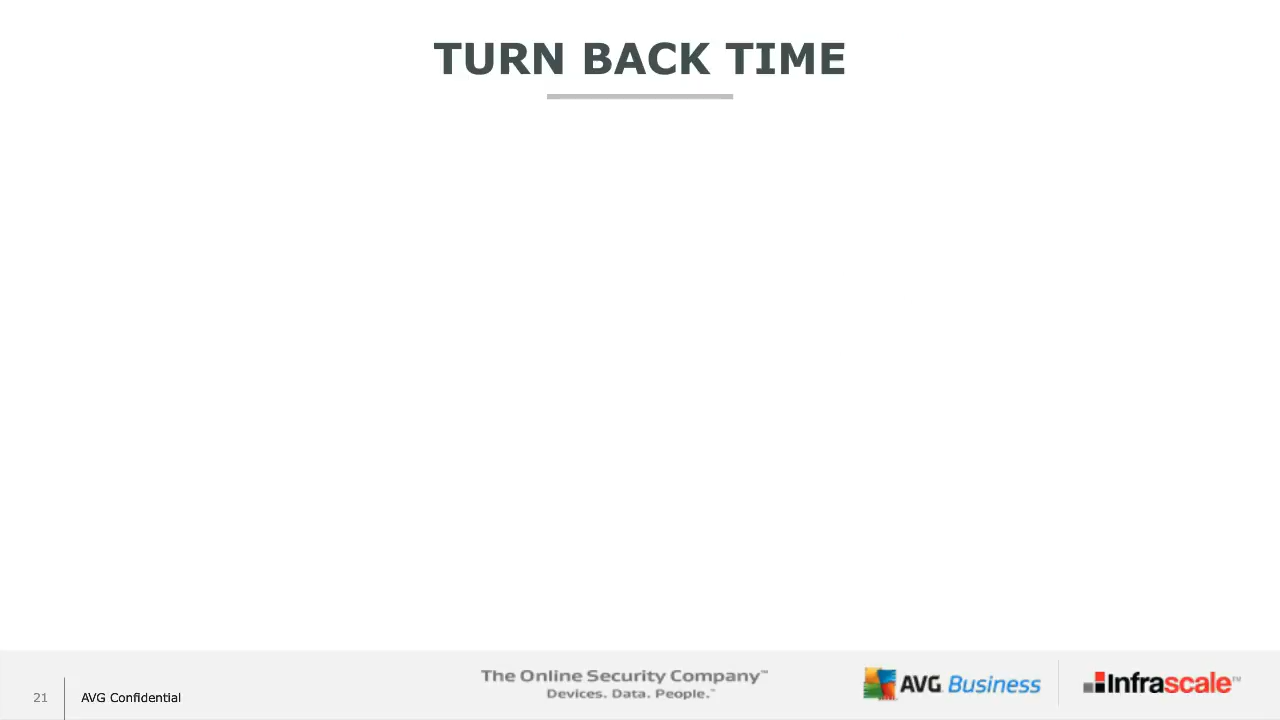 TURN BACK TIME
21
AVG Confidential
The Online Security Company™
Devices. Data. People.™
AVG Business
Infrascale™